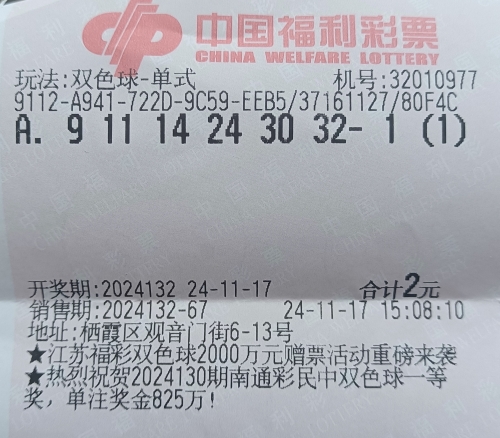 中国福利彩票
CHINA WELFARE LOTTERY
玩法:双色球-单式 机号:32010977
9112-A941-722D-9C59-EEB5/37161127/80F4C
A. 9 11 14 24 30 32- 1 (1)
开奖期:2024132 24-11-17 合计2元
销售期:2024132-67 24-11-17 15:08:10
地址:栖霞区观音门街6-13号
★江苏福彩双色球2000万元赠票活动重磅来袭
★热烈祝贺2024130期南通彩民中双色球一等
奖，单注奖金825万!